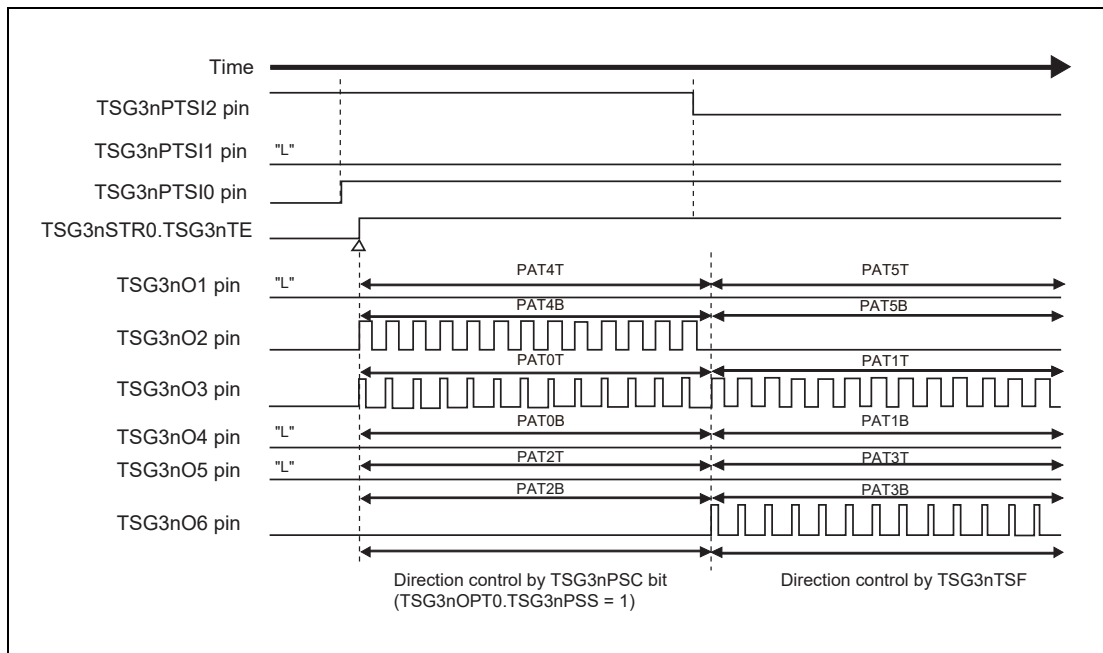 Time
TSG3nPTSI2 pin
TSG3nPTSI1 pin "L"
TSG3nPTSI0 pin
TSG3nSTR0.TSG3nTE
PAT4T PAT5T
TSG3nO1 pin "L"
PAT4B PAT5B
TSG3nO2 pin
PAT0T PAT1T
TSG3nO3 pin
PAT0B PAT1B
TSG3nO4 pin "L"
PAT2T PAT3T
TSG3nO5 pin "L"
PAT2B PAT3B
TSG3nO6 pin
Direction control by TSG3nPSC bit Direction control by TSG3nTSF
(TSG3nOPT0.TSG3nPSS = 1)